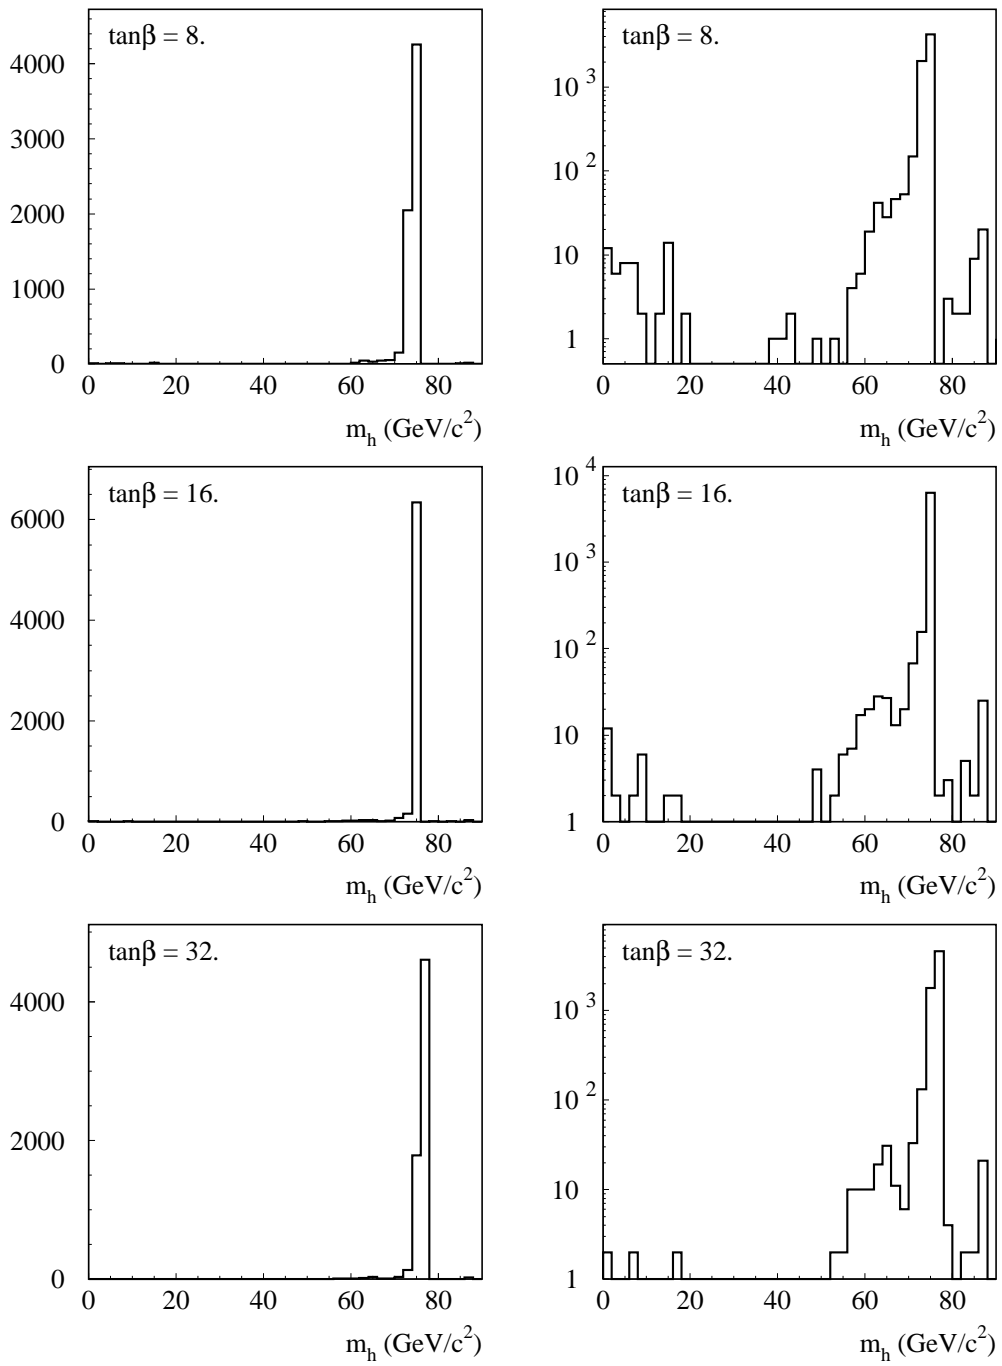 tanβ = 8.
4000
3000
2000
1000
0
0 20 40 60 80
m_h (GeV/c^2)
tanβ = 8.
10^3
10^2
10
1
0 20 40 60 80
m_h (GeV/c^2)
tanβ = 16.
6000
4000
2000
0
0 20 40 60 80
m_h (GeV/c^2)
10^4
tanβ = 16.
10^3
10^2
10
1
0 20 40 60 80
m_h (GeV/c^2)
tanβ = 32.
4000
2000
0
0 20 40 60 80
m_h (GeV/c^2)
tanβ = 32.
10^3
10^2
10
1
0 20 40 60 80
m_h (GeV/c^2)